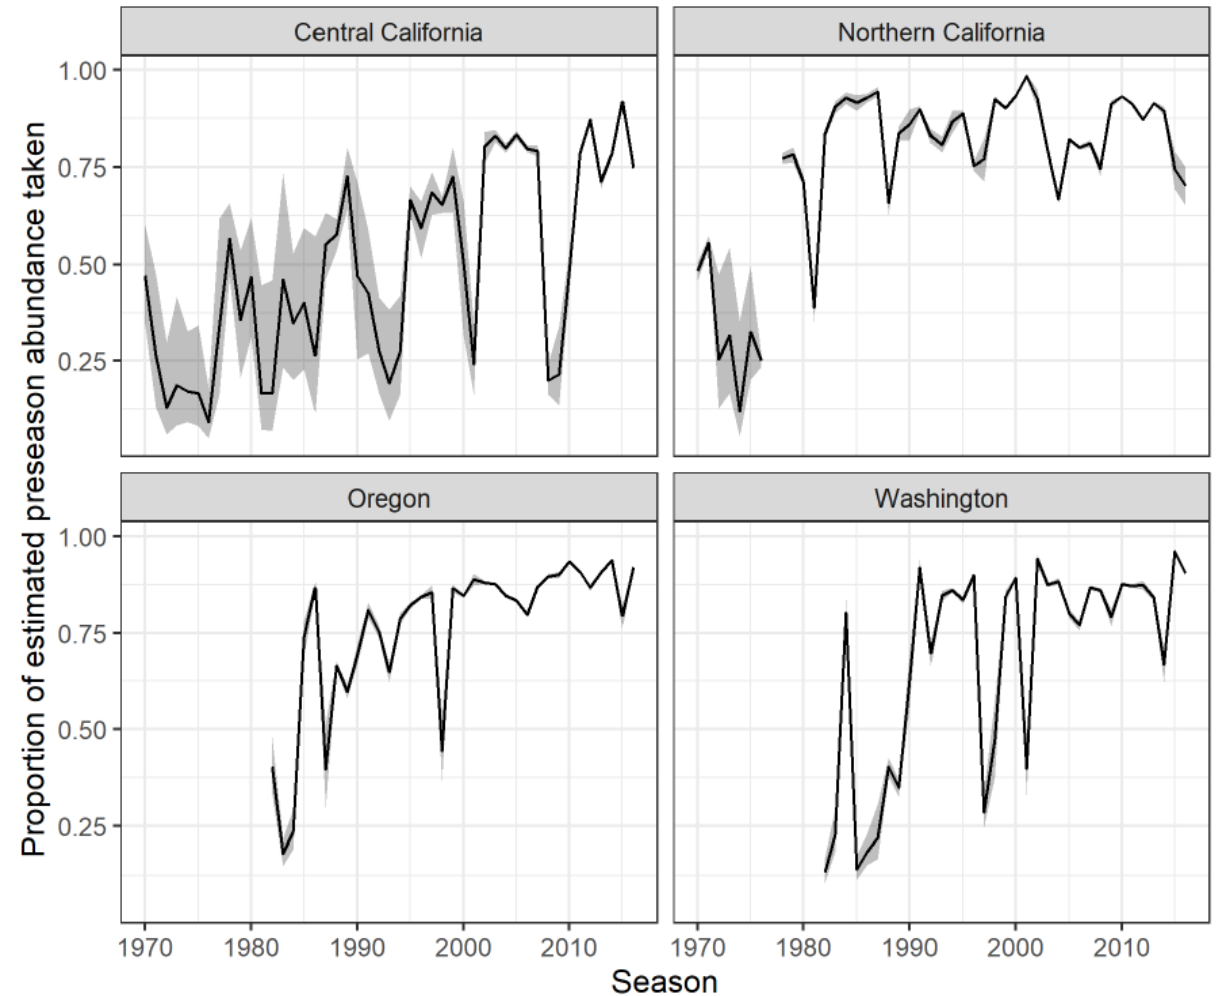 Central California
Northern California
1.00
0.75
0.50
0.25
Oregon
Washington
1.00
0.75
0.50
0.25
1970 1980 1990 2000 2010 1970 1980 1990 2000 2010
Season
Proportion of estimated preseason abundance taken